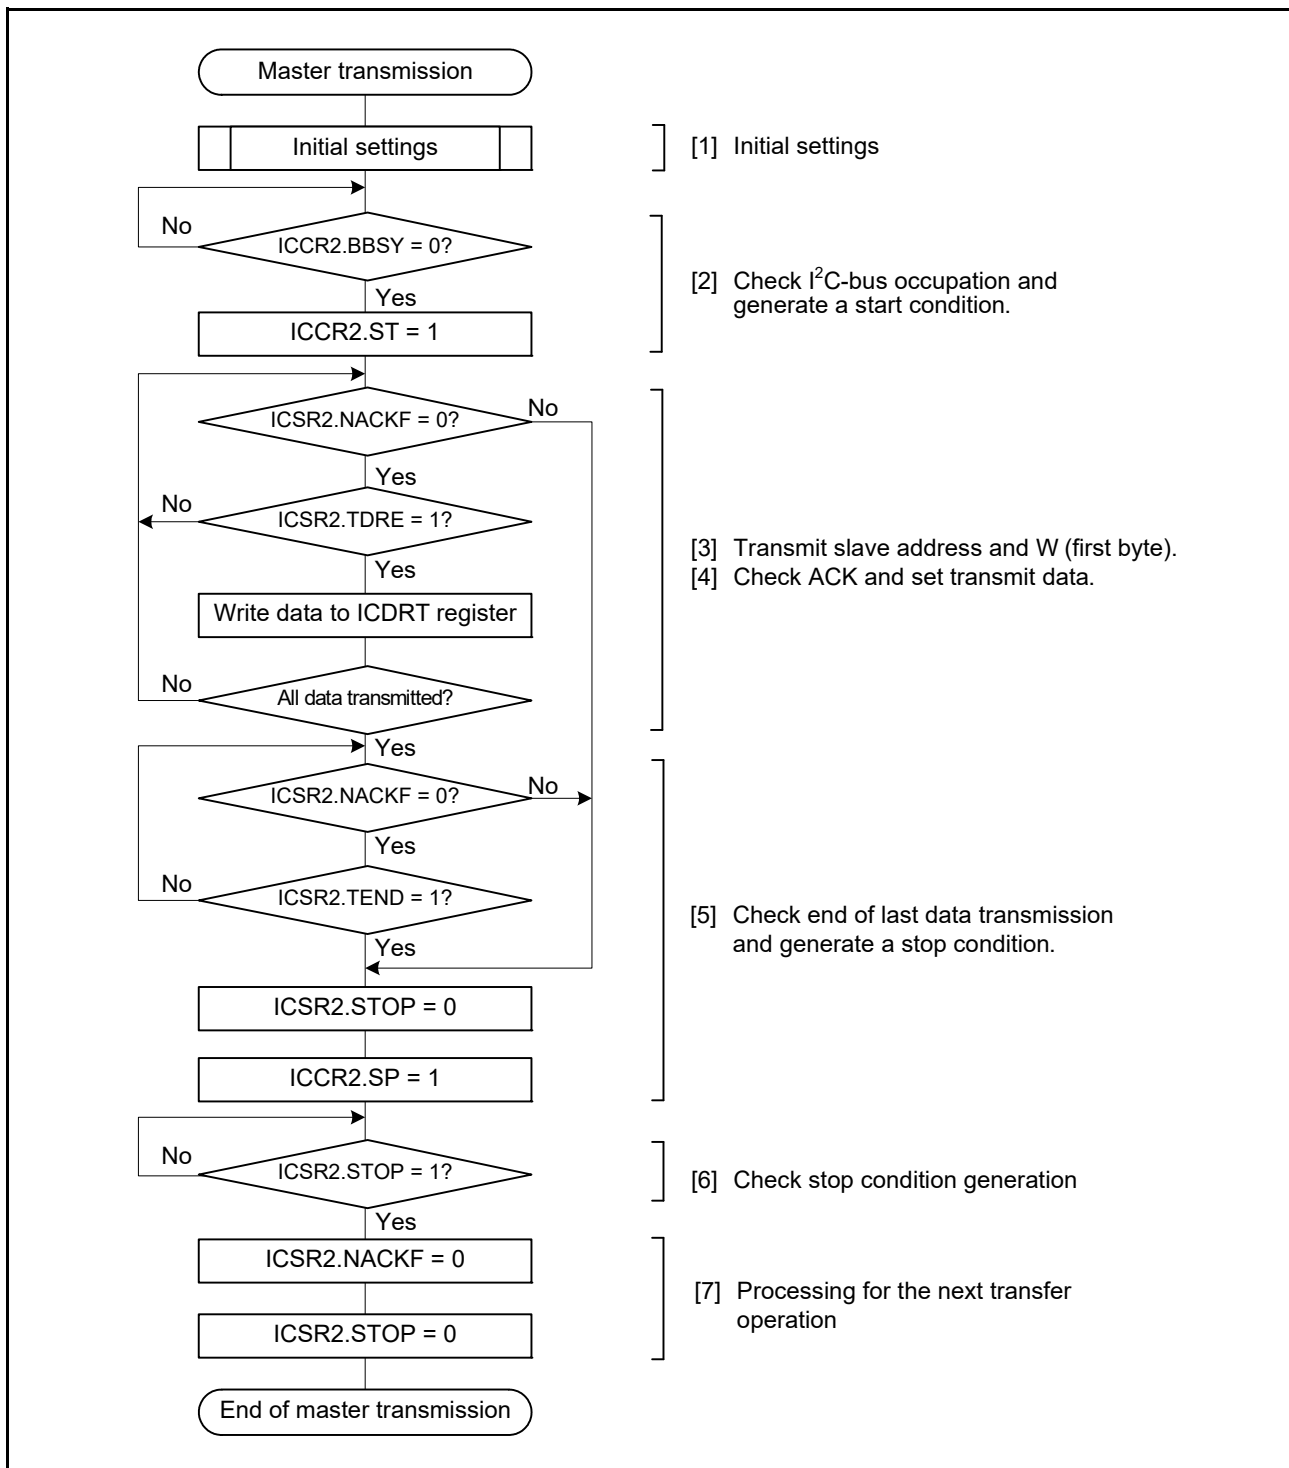 Master transmission
Initial settings
[1] Initial settings
No
ICCR2.BBSY = 0?
Yes
[2] Check I²C-bus occupation and
generate a start condition.
ICCR2.ST = 1
ICSR2.NACKF = 0?
No
Yes
No
ICSR2.TDRE = 1?
Yes
[3] Transmit slave address and W (first byte).
[4] Check ACK and set transmit data.
Write data to ICDRT register
No
All data transmitted?
Yes
ICSR2.NACKF = 0?
No
Yes
No
ICSR2.TEND = 1?
Yes
[5] Check end of last data transmission
and generate a stop condition.
ICSR2.STOP = 0
ICCR2.SP = 1
No
ICSR2.STOP = 1?
Yes
[6] Check stop condition generation
ICSR2.NACKF = 0
[7] Processing for the next transfer
operation
ICSR2.STOP = 0
End of master transmission